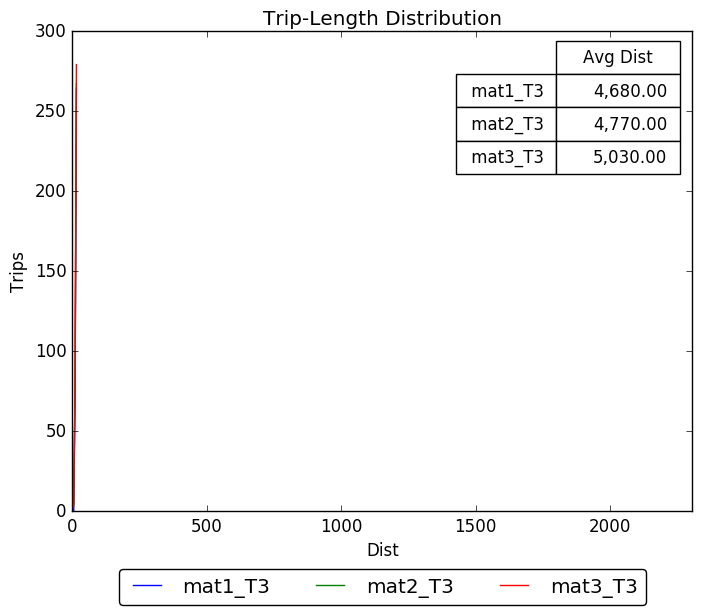 Trip-Length Distribution
300
250
200
150
100
50
0
Trips
Avg Dist
mat1_T3 4,680.00
mat2_T3 4,770.00
mat3_T3 5,030.00
0 500 1000 1500 2000
Dist
mat1_T3 mat2_T3 mat3_T3